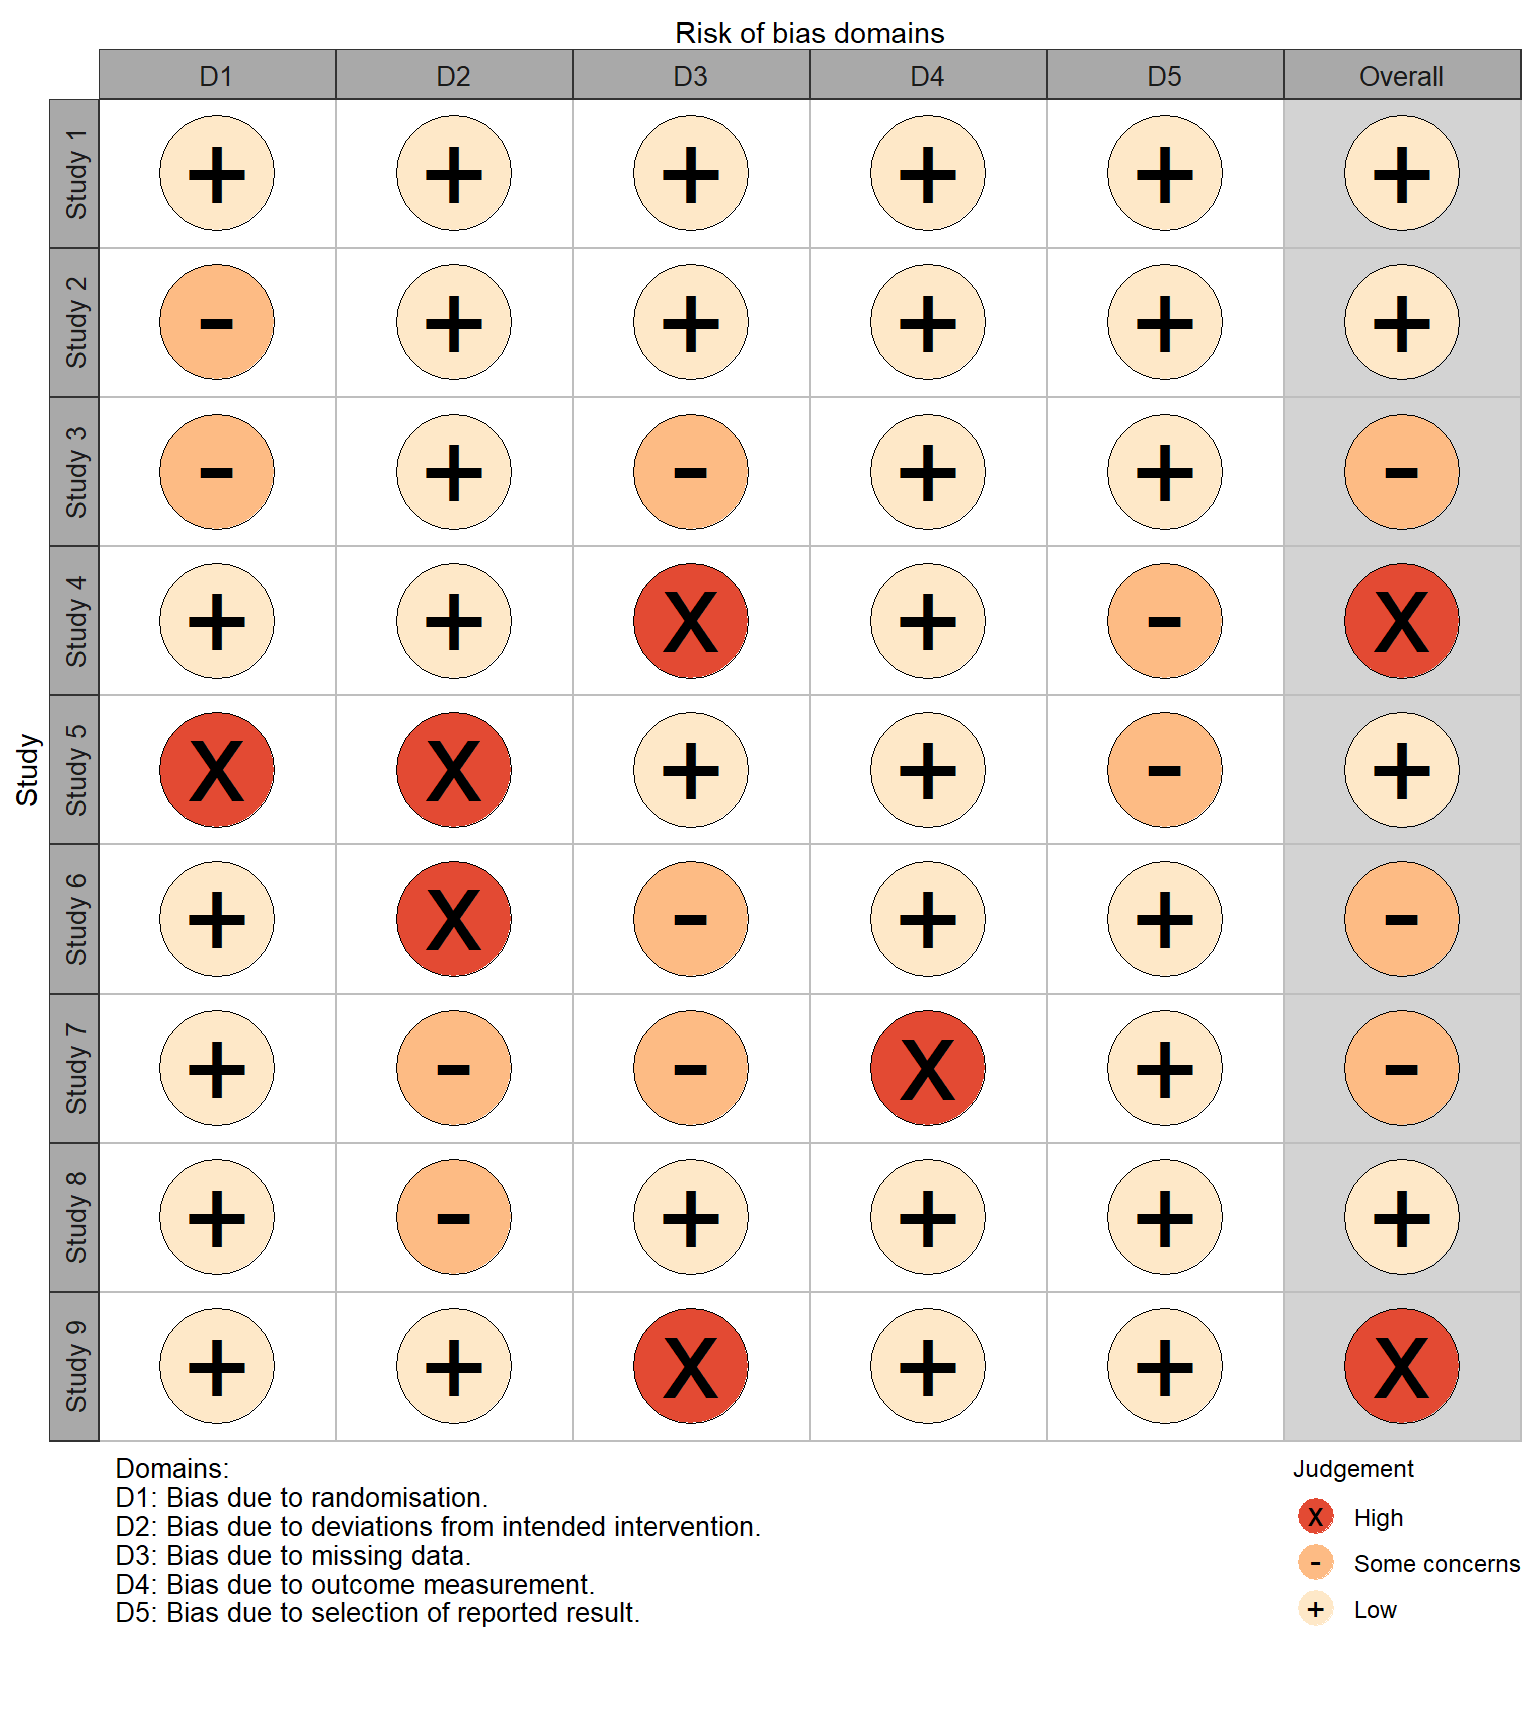 Risk of bias domains
D1 D2 D3 D4 D5 Overall
Study
Study 1 + + + + + +
Study 2 - + + + + +
Study 3 - + - + + -
Study 4 + + X + - X
Study 5 X X + + - +
Study 6 + X - + + -
Study 7 + - - X + -
Study 8 + - + + + +
Study 9 + + X + + X
Domains:
D1: Bias due to randomisation.
D2: Bias due to deviations from intended intervention.
D3: Bias due to missing data.
D4: Bias due to outcome measurement.
D5: Bias due to selection of reported result.
Judgement
X High
- Some concerns
+ Low